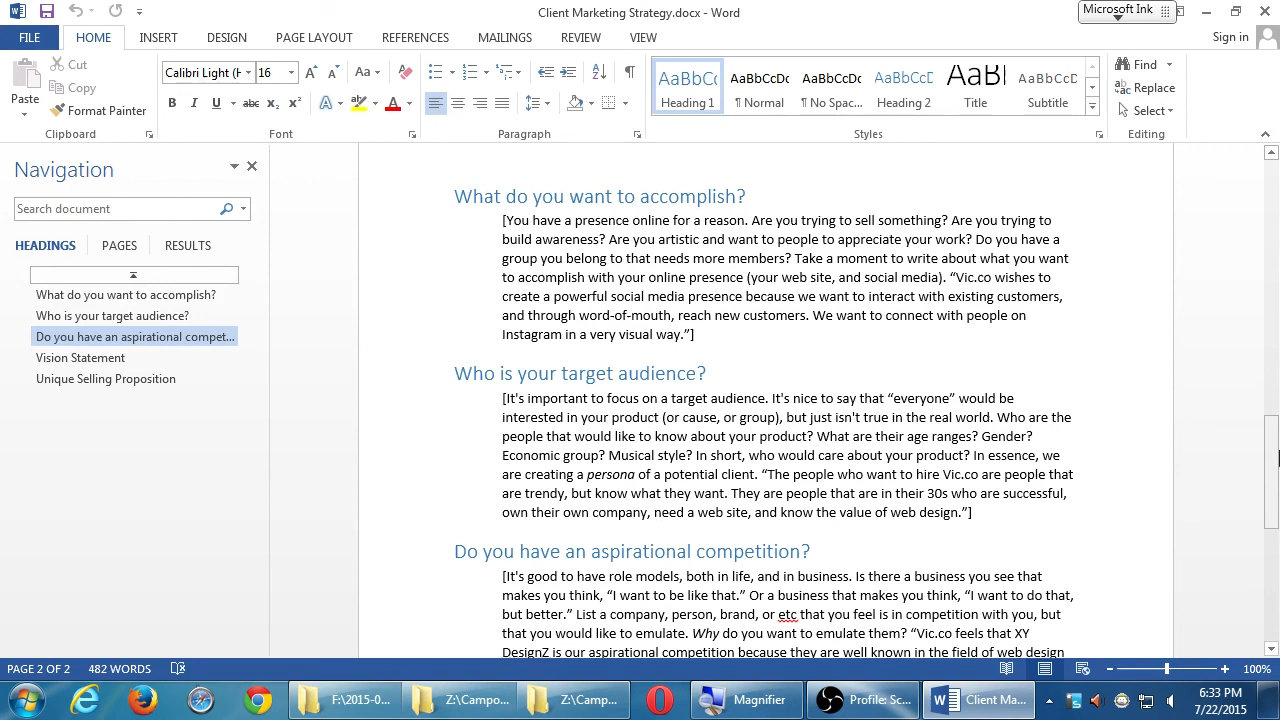 Client Marketing Strategy.docx - Word
Microsoft Ink
FILE HOME INSERT DESIGN PAGE LAYOUT REFERENCES MAILINGS REVIEW VIEW Sign in
Paste
Cut
Copy
Format Painter
Calibri Light (H 16
AaBbCc AaBbCcDc AaBbCcDc AaBbCcD AaB AaBbCcD
Heading 1 ¶ Normal ¶ No Spac... Heading 2 Title Subtitle
Find
Replace
Select
Clipboard Font Paragraph Styles Editing
Navigation
Search document
HEADINGS PAGES RESULTS
What do you want to accomplish?
Who is your target audience?
Do you have an aspirational compet...
Vision Statement
Unique Selling Proposition
What do you want to accomplish?
[You have a presence online for a reason. Are you trying to sell something? Are you trying to
build awareness? Are you artistic and want to people to appreciate your work? Do you have a
group you belong to that needs more members? Take a moment to write about what you want
to accomplish with your online presence (your web site, and social media). “Vic.co wishes to
create a powerful social media presence because we want to interact with existing customers,
and through word-of-mouth, reach new customers. We want to connect with people on
Instagram in a very visual way.”]
Who is your target audience?
[It's important to focus on a target audience. It's nice to say that “everyone” would be
interested in your product (or cause, or group), but just isn't true in the real world. Who are the
people that would like to know about your product? What are their age ranges? Gender?
Economic group? Musical style? In short, who would care about your product? In essence, we
are creating a persona of a potential client. “The people who want to hire Vic.co are people that
are trendy, but know what they want. They are people that are in their 30s who are successful,
own their own company, need a web site, and know the value of web design.”]
Do you have an aspirational competition?
[It's good to have role models, both in life, and in business. Is there a business you see that
makes you think, “I want to be like that.” Or a business that makes you think, “I want to do that,
but better.” List a company, person, brand, or etc that you feel is in competition with you, but
that you would like to emulate. Why do you want to emulate them? “Vic.co feels that XY
DesignZ is our aspirational competition because they are well known in the field of web design
PAGE 2 OF 2 482 WORDS 100%
F:\2015-0... Z:\Campo... Z:\Camp... Magnifier Profile: Sc... Client Ma...
6:33 PM
7/22/2015